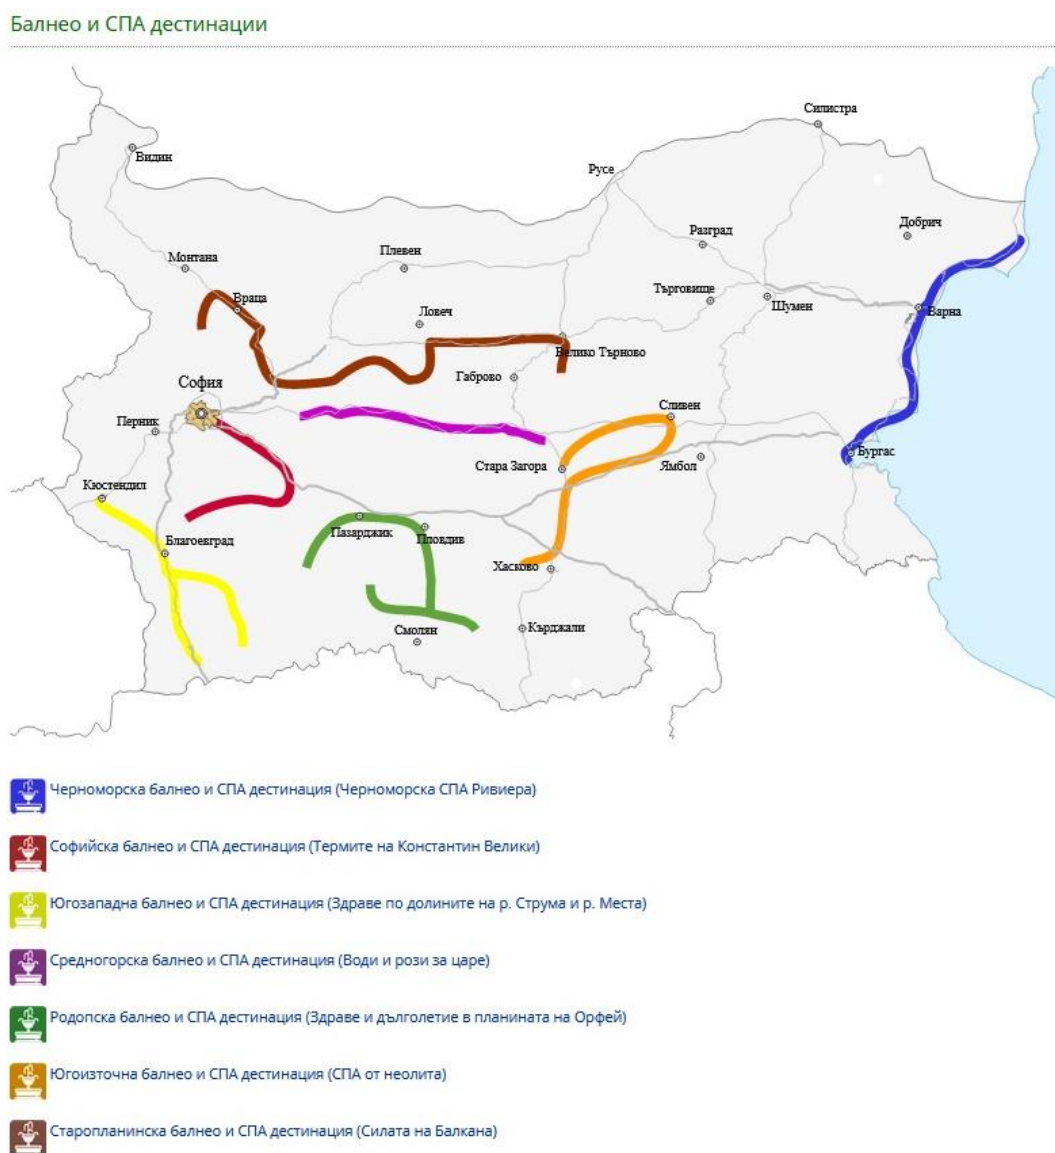 Балнео и СПА дестинации
Силистра
Видин
Русе
Добрич
Разград
Плевен
Монтана
Търговище
Враца
Шумен
Ловеч
Варна
Велико Търново
Габрово
София
Сливен
Перник
Бургас
Стара Загора
Ямбол
Кюстендил
Пазарджик
Пловдив
Благоевград
Хасково
Смолян
Кърджали
Черноморска балнео и СПА дестинация (Черноморска СПА Ривиера)
Софийска балнео и СПА дестинация (Термите на Константин Велики)
Югозападна балнео и СПА дестинация (Здраве по долините на р. Струма и р. Места)
Средногорска балнео и СПА дестинация (Води и рози за царе)
Родопска балнео и СПА дестинация (Здраве и дълголетие в планината на Орфей)
Югоизточна балнео и СПА дестинация (СПА от неолита)
Старопланинска балнео и СПА дестинация (Силата на Балкана)